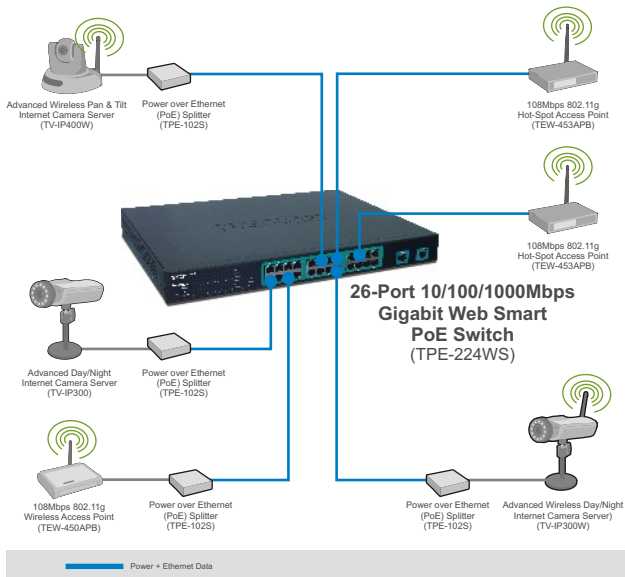 Advanced Wireless Pan & Tilt
Internet Camera Server
(TV-IP400W)
Power over Ethernet
(PoE) Splitter
(TPE-102S)
108Mbps 802.11g
Hot-Spot Access Point
(TEW-453APB)
108Mbps 802.11g
Hot-Spot Access Point
(TEW-453APB)
26-Port 10/100/1000Mbps
Gigabit Web Smart
PoE Switch
(TPE-224WS)
Advanced Day/Night
Internet Camera Server
(TV-IP300)
Power over Ethernet
(PoE) Splitter
(TPE-102S)
108Mbps 802.11g
Wireless Access Point
(TEW-450APB)
Power over Ethernet
(PoE) Splitter
(TPE-102S)
Power over Ethernet
(PoE) Splitter
(TPE-102S)
Advanced Wireless Day/Night
Internet Camera Server)
(TV-IP300W)
Power + Ethernet Data